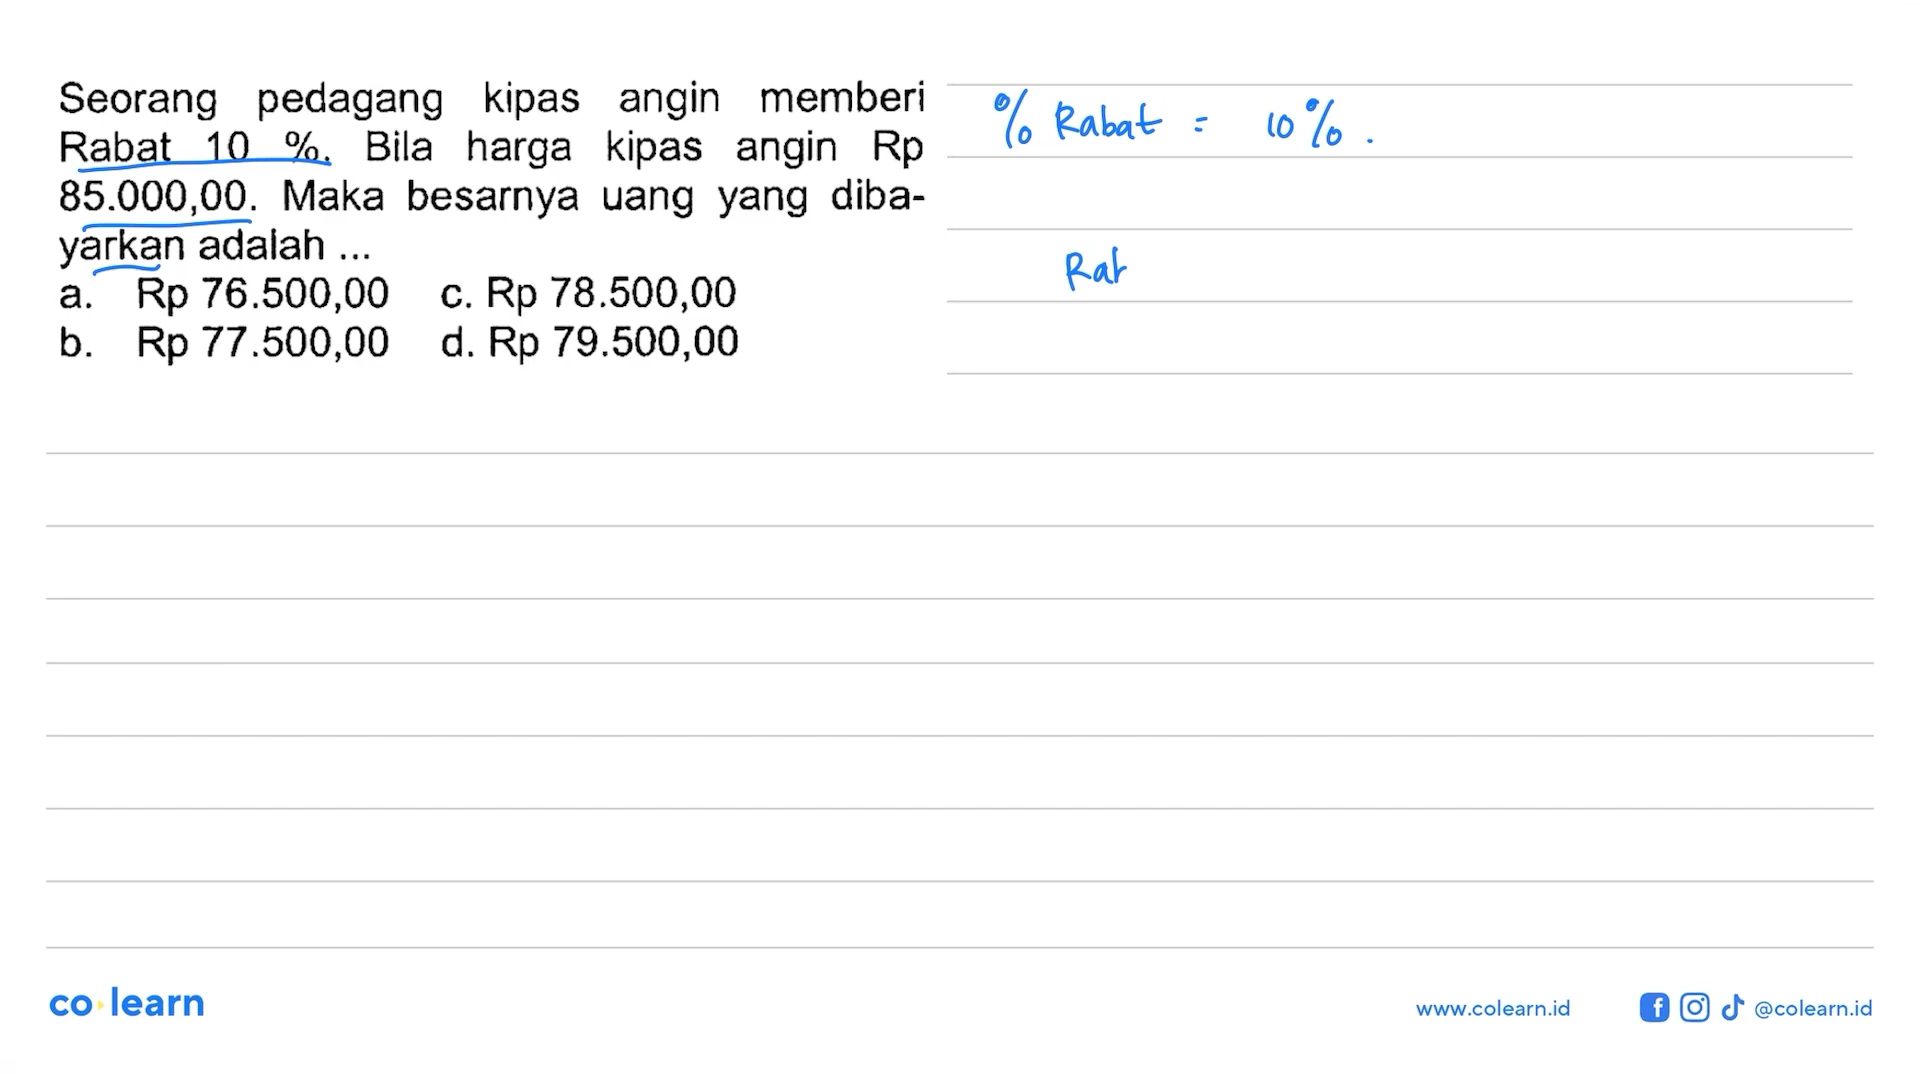 Seorang pedagang kipas angin memberi
Rabat 10 %. Bila harga kipas angin Rp
85.000,00. Maka besarnya uang yang diba-
yarkan adalah ...
a. Rp 76.500,00 c. Rp 78.500,00
b. Rp 77.500,00 d. Rp 79.500,00
% Rabat = 10 % .
co learn
www.colearn.id
@colearn.id